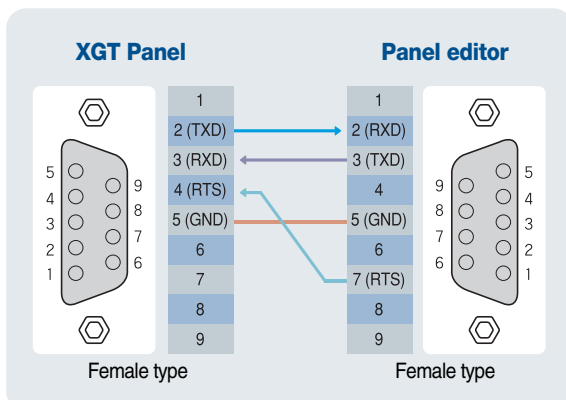 XGT Panel Panel editor
1 1
2 (TXD) 2 (RXD)
5 3 (RXD) 3 (TXD) 5
4 9 4 (RTS) 4 9 4
3 8 5 (GND) 5 (GND) 8 3
2 7 6 6 7 2
1 6 7 7 (RTS) 6 1
8 8
9 9
Female type Female type